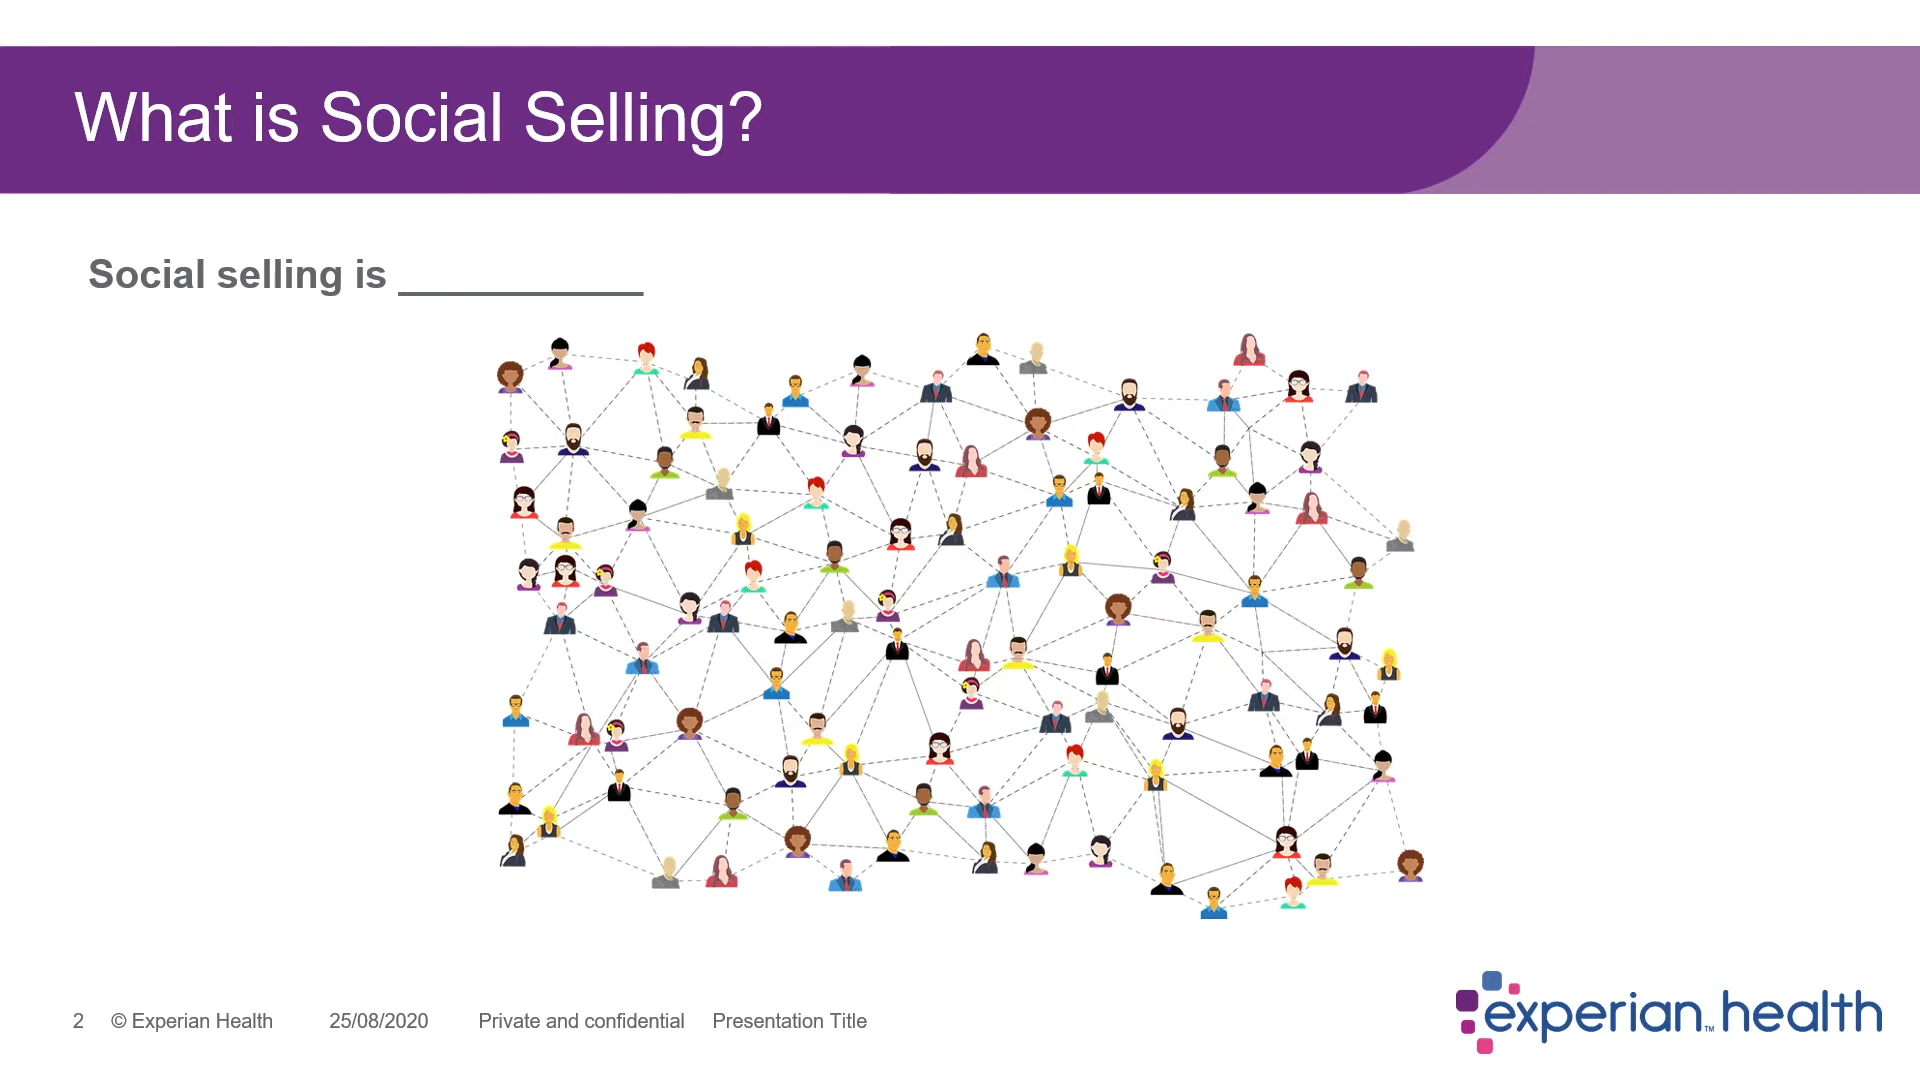 What is Social Selling?
Social selling is ___________
2 © Experian Health 25/08/2020 Private and confidential Presentation Title
experian™ health